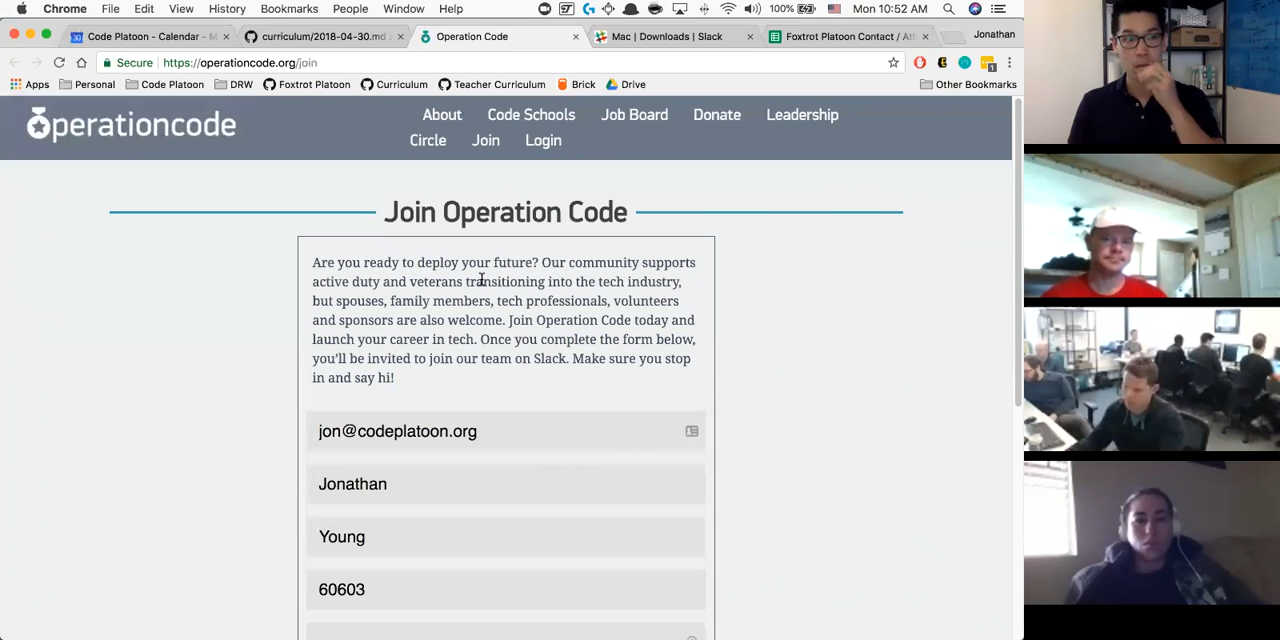 Chrome File Edit View History Bookmarks People Window Help 100% Mon 10:52 AM
Code Platoon - Calendar - M curriculum/2018-04-30.md Operation Code Mac | Downloads | Slack Foxtrot Platoon Contact / Att Jonathan
Secure https://operationcode.org/join
Apps Personal Code Platoon DRW Foxtrot Platoon Curriculum Teacher Curriculum Brick Drive Other Bookmarks
perationcode
About Code Schools Job Board Donate Leadership
Circle Join Login
Join Operation Code
Are you ready to deploy your future? Our community supports
active duty and veterans transitioning into the tech industry,
but spouses, family members, tech professionals, volunteers
and sponsors are also welcome. Join Operation Code today and
launch your career in tech. Once you complete the form below,
you'll be invited to join our team on Slack. Make sure you stop
in and say hi!
jon@codeplatoon.org
Jonathan
Young
60603